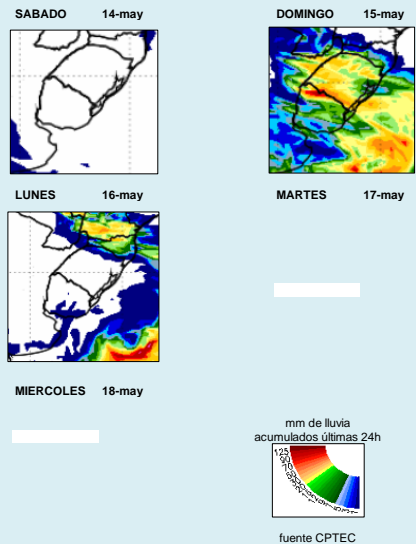 SABADO 14-may
DOMINGO 15-may
LUNES 16-may
MARTES 17-may
MIERCOLES 18-may
mm de lluvia
acumulados últimas 24h
fuente CPTEC